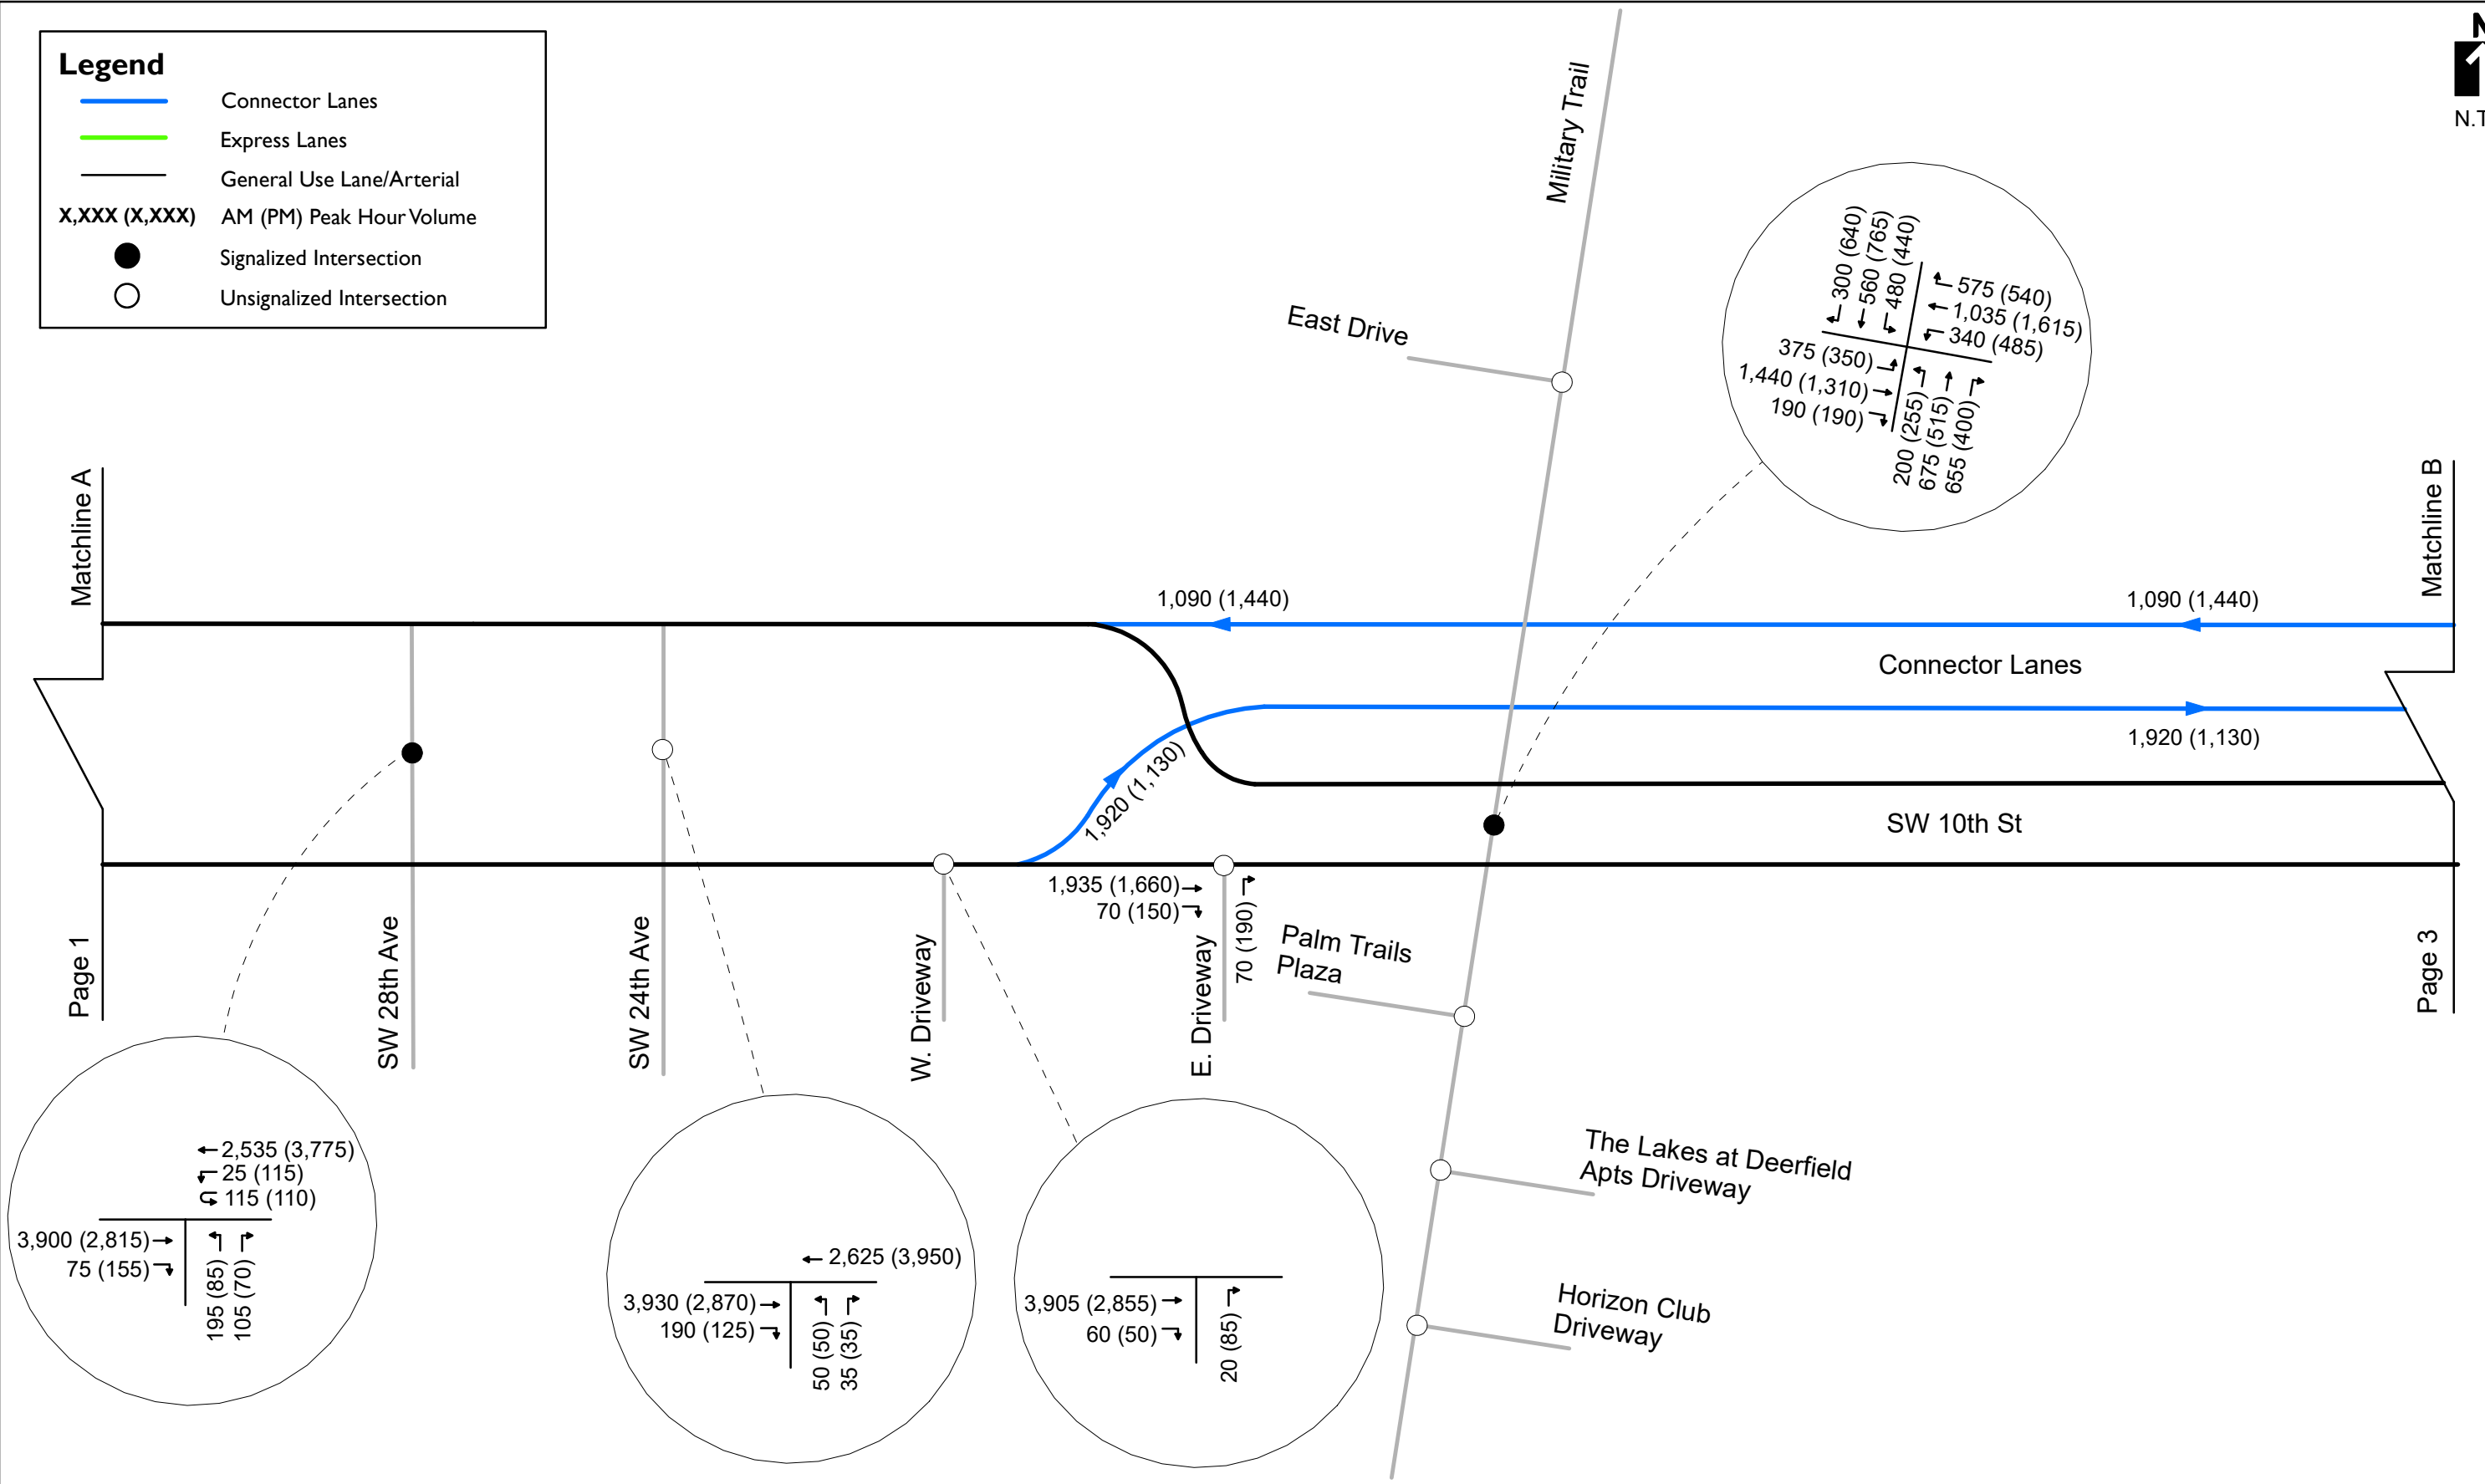 N
N.T
Legend
Connector Lanes
Express Lanes
General Use Lane/Arterial
X,XXX (X,XXX) AM (PM) Peak Hour Volume
Signalized Intersection
Unsignalized Intersection
Military Trail
East Drive
300 (640)
560 (765)
480 (440)
575 (540)
1,035 (1,615)
340 (485)
375 (350)
1,440 (1,310)
190 (190)
200 (255)
675 (515)
655 (400)
Matchline A
Matchline B
1,090 (1,440)
1,090 (1,440)
Connector Lanes
1,920 (1,130)
1,920 (1,130)
SW 10th St
1,935 (1,660)
70 (150)
70 (190)
Page 1
SW 28th Ave
SW 24th Ave
W. Driveway
E. Driveway
Palm Trails
Plaza
Page 3
The Lakes at Deerfield
Apts Driveway
Horizon Club
Driveway
2,535 (3,775)
25 (115)
115 (110)
3,900 (2,815)
75 (155)
195 (85)
105 (70)
2,625 (3,950)
3,930 (2,870)
190 (125)
50 (50)
35 (35)
3,905 (2,855)
60 (50)
20 (85)